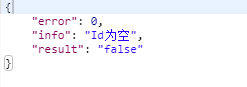 {
    "error": 0,
    "info": "Id为空",
    "result": "false"
}